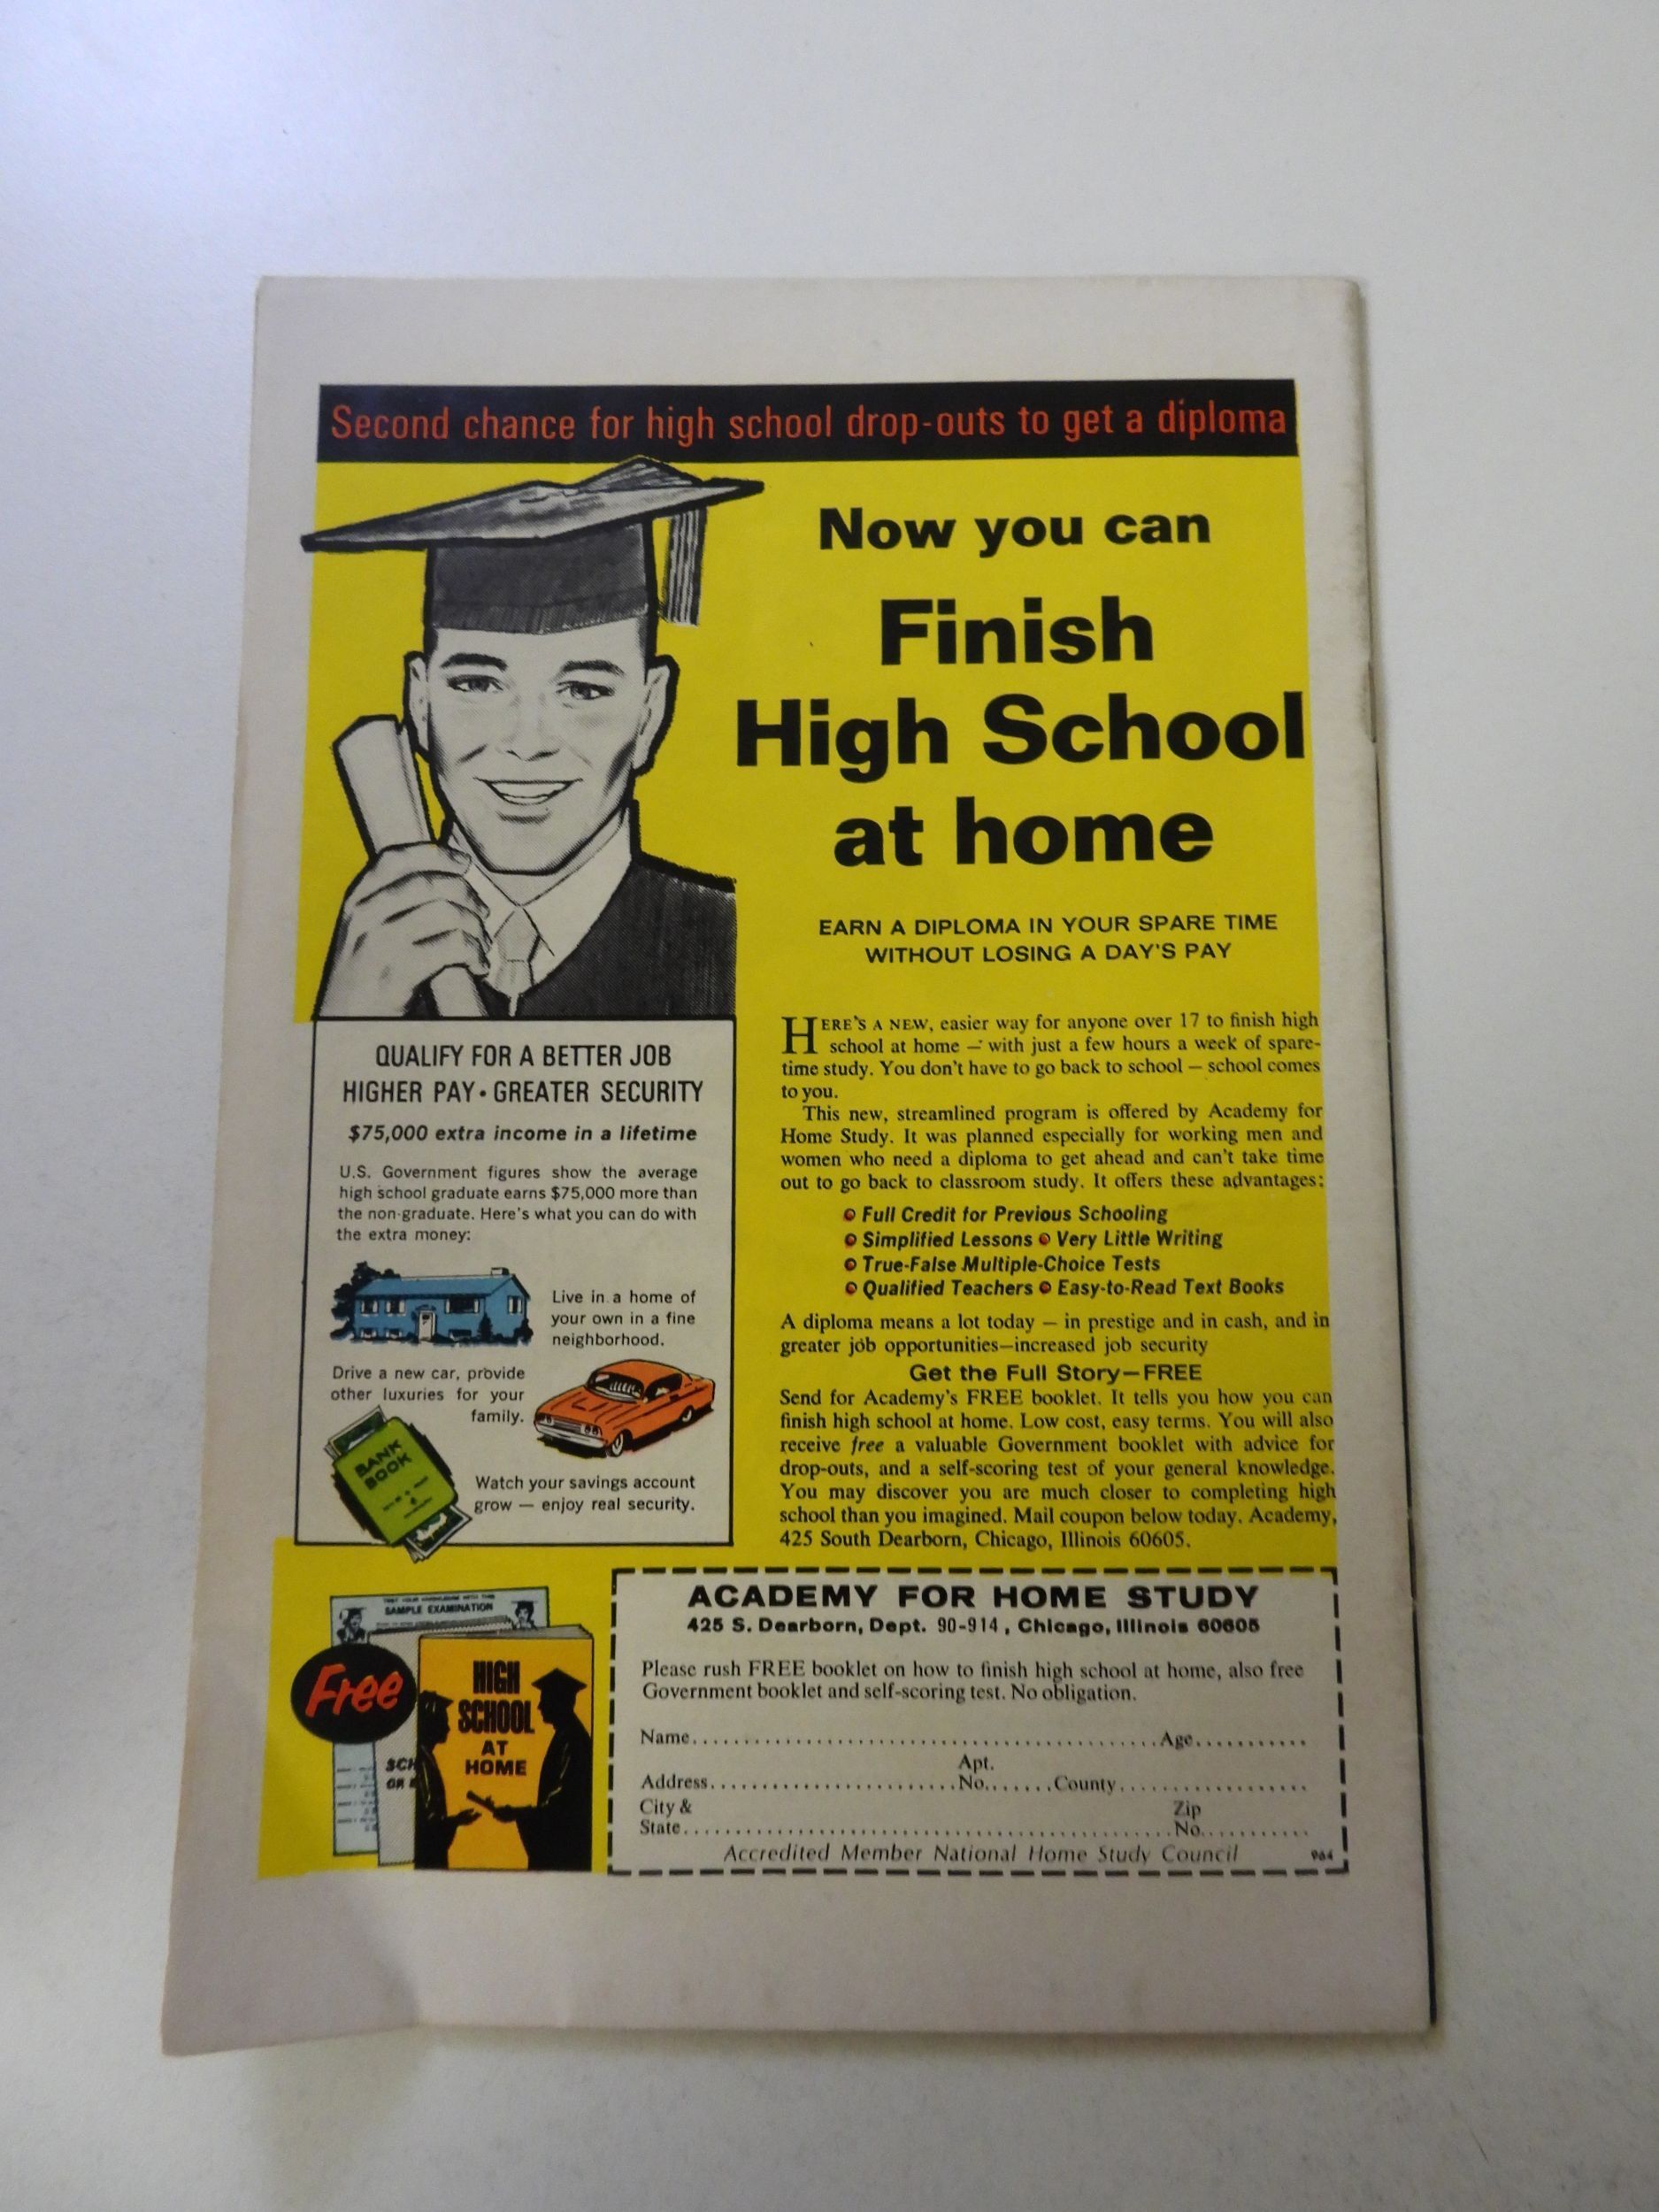 Second chance for high school drop-outs to get a diploma
Now you can
Finish
High School
at home
EARN A DIPLOMA IN YOUR SPARE TIME
WITHOUT LOSING A DAY'S PAY
HERE'S A NEW, easier way for anyone over 17 to finish high
school at home — with just a few hours a week of spare-
time study. You don't have to go back to school — school comes
to you.
This new, streamlined program is offered by Academy for
Home Study. It was planned especially for working men and
women who need a diploma to get ahead and can't take time
out to go back to classroom study. It offers these advantages:
Full Credit for Previous Schooling
Simplified Lessons Very Little Writing
True-False Multiple-Choice Tests
Qualified Teachers Easy-to-Read Text Books
A diploma means a lot today — in prestige and in cash, and in
greater job opportunities—increased job security
Get the Full Story—FREE
Send for Academy's FREE booklet. It tells you how you can
finish high school at home. Low cost, easy terms. You will also
receive free a valuable Government booklet with advice for
drop-outs, and a self-scoring test of your general knowledge.
You may discover you are much closer to completing high
school than you imagined. Mail coupon below today. Academy,
425 South Dearborn, Chicago, Illinois 60605.
QUALIFY FOR A BETTER JOB
HIGHER PAY • GREATER SECURITY
$75,000 extra income in a lifetime
U.S. Government figures show the average
high school graduate earns $75,000 more than
the non-graduate. Here's what you can do with
the extra money:
Live in a home of
your own in a fine
neighborhood.
Drive a new car, provide
other luxuries for your
family.
BANK
BOOK
Watch your savings account
grow — enjoy real security.
SAMPLE EXAMINATION
Free
HIGH
SCHOOL
AT
HOME
SCH
OR
ACADEMY FOR HOME STUDY
425 S. Dearborn, Dept. 90-914, Chicago, Illinois 60605
Please rush FREE booklet on how to finish high school at home, also free
Government booklet and self-scoring test. No obligation.
Name..........Age..........
Apt.
Address..........No.......County..........
City & Zip
State..........No..........
Accredited Member National Home Study Council 964